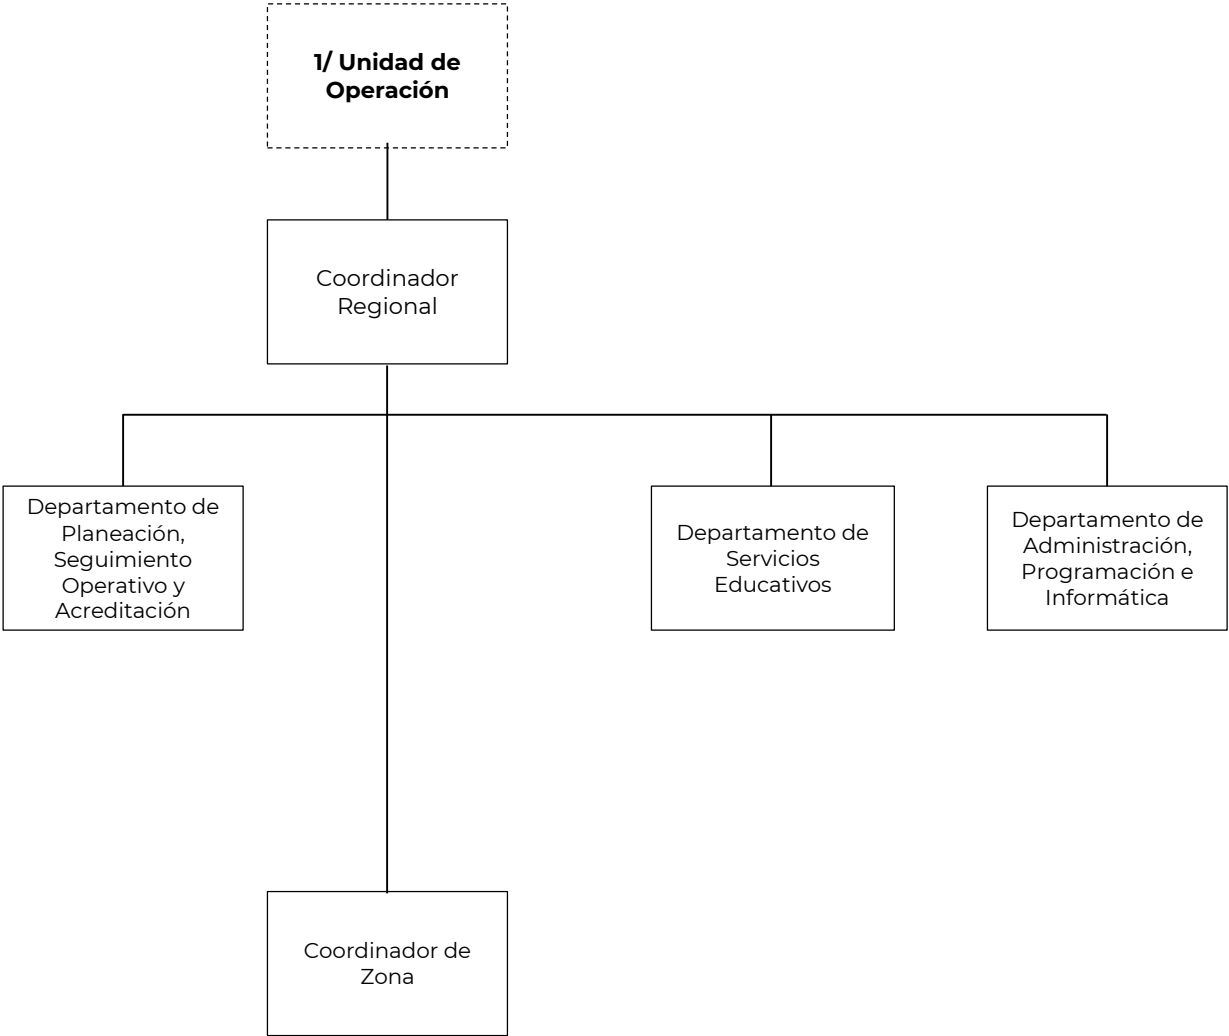 1/ Unidad de
Operación
Coordinador
Regional
Departamento de
Planeación,
Seguimiento
Operativo y
Acreditación
Departamento de
Servicios
Educativos
Departamento de
Administración,
Programación e
Informática
Coordinador de
Zona